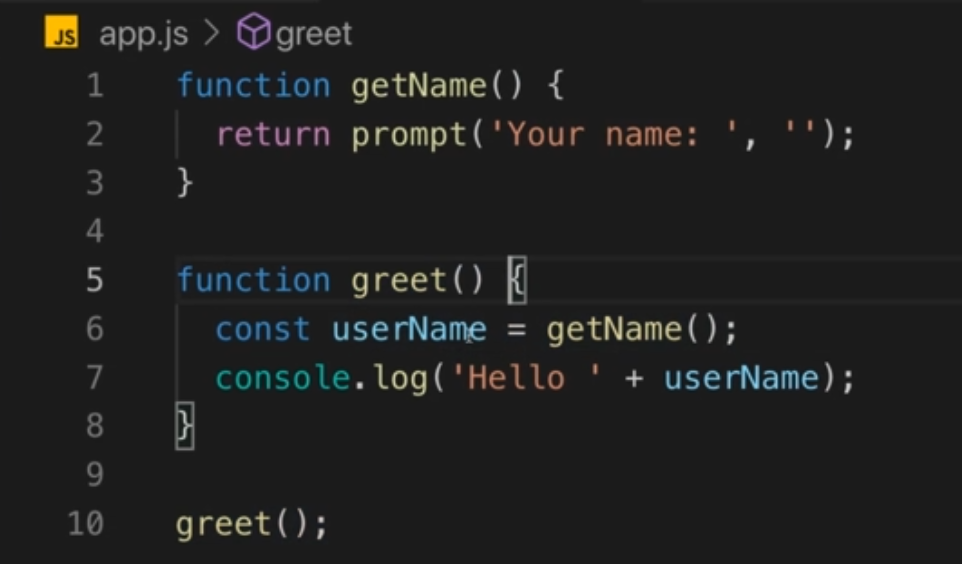 JS app.js > greet
1 function getName() {
2   return prompt('Your name: ', '');
3 }
4
5 function greet() {
6   const userName = getName();
7   console.log('Hello ' + userName);
8 }
9
10 greet();